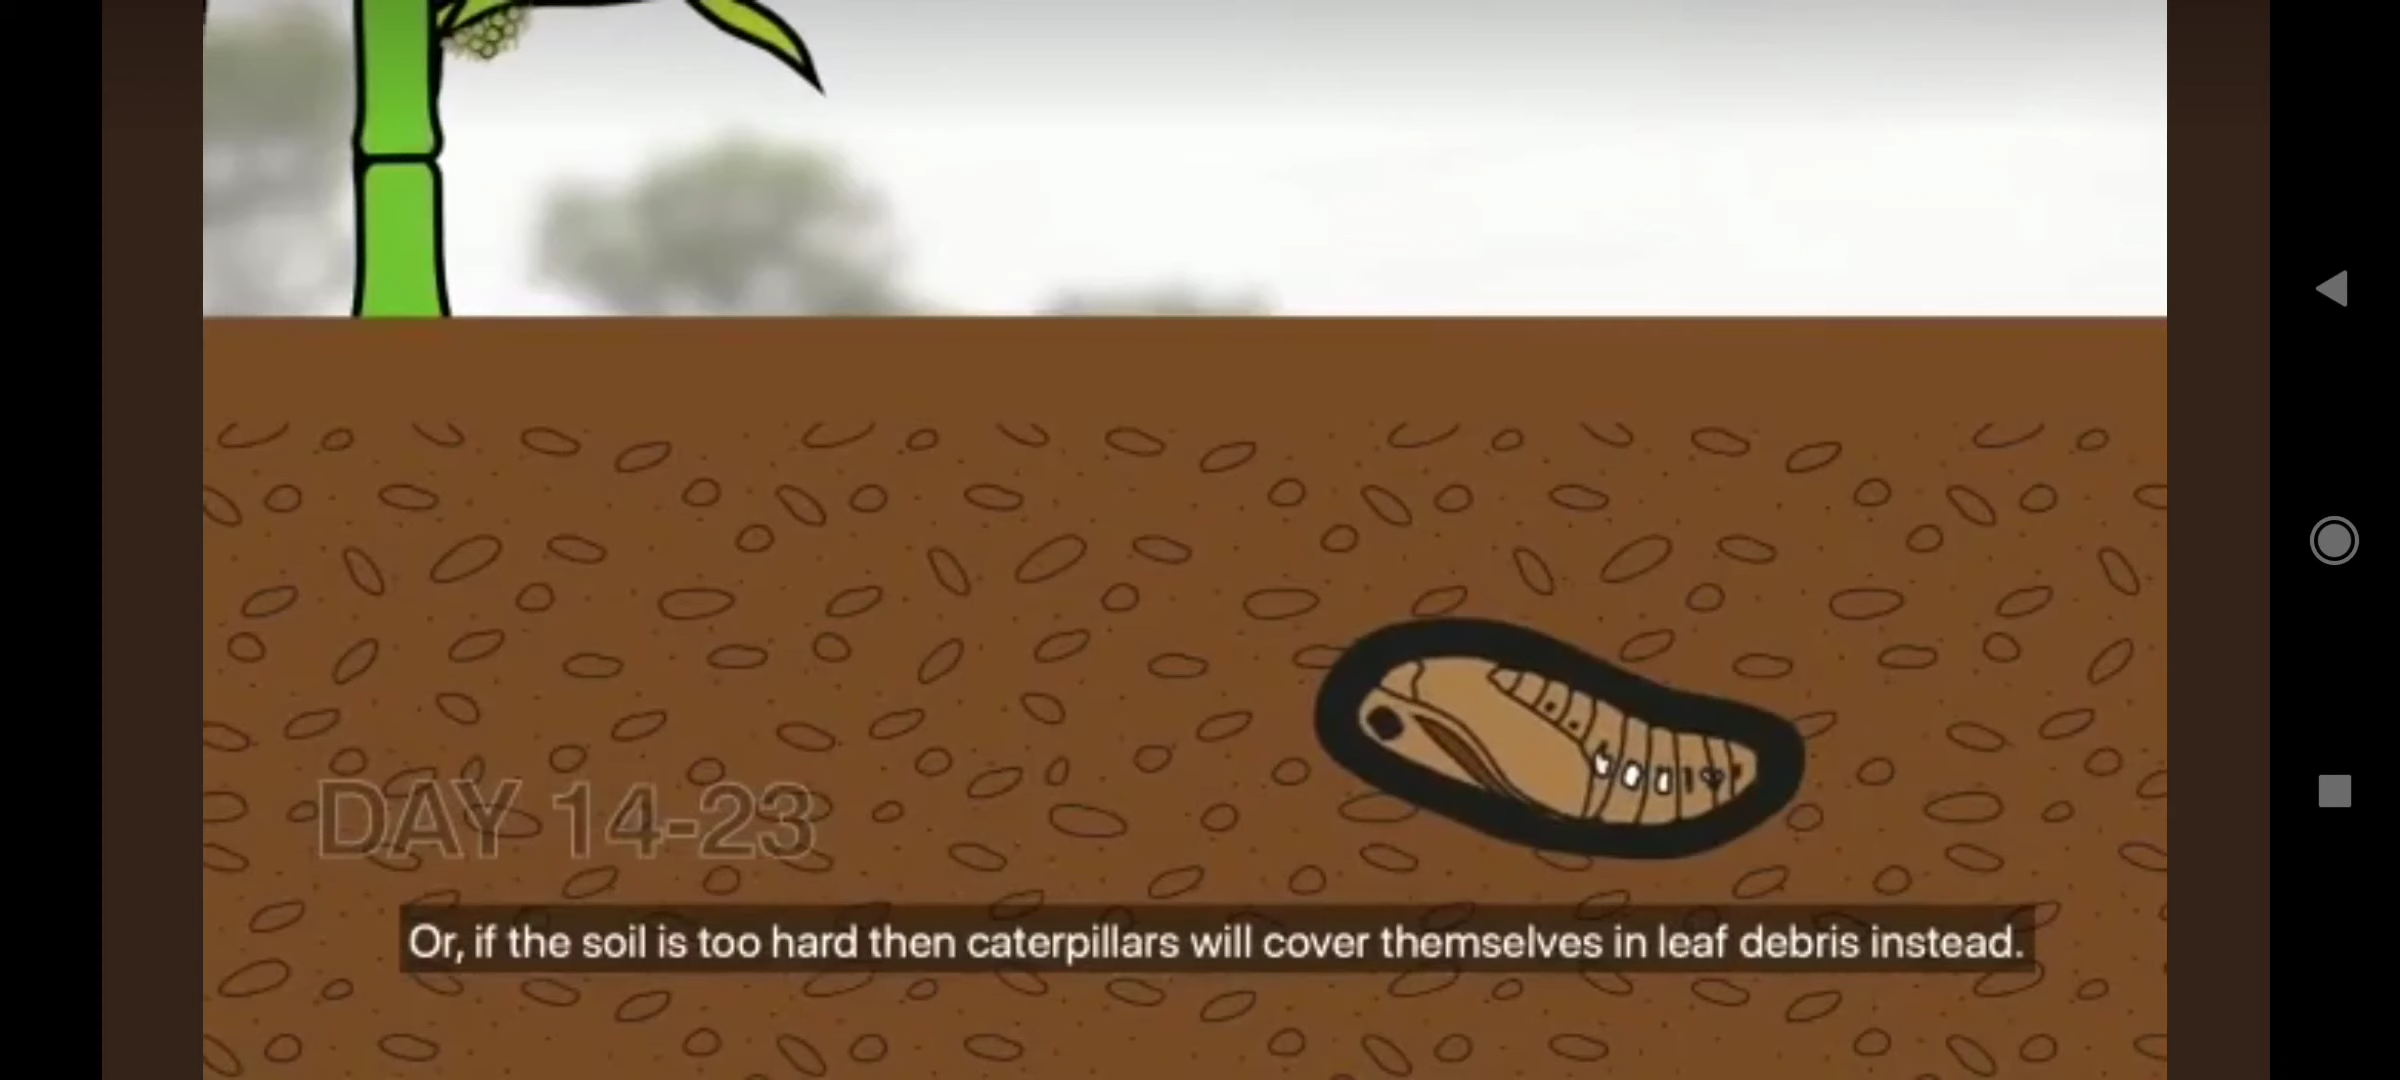 DAY 14-23
Or, if the soil is too hard then caterpillars will cover themselves in leaf debris instead.